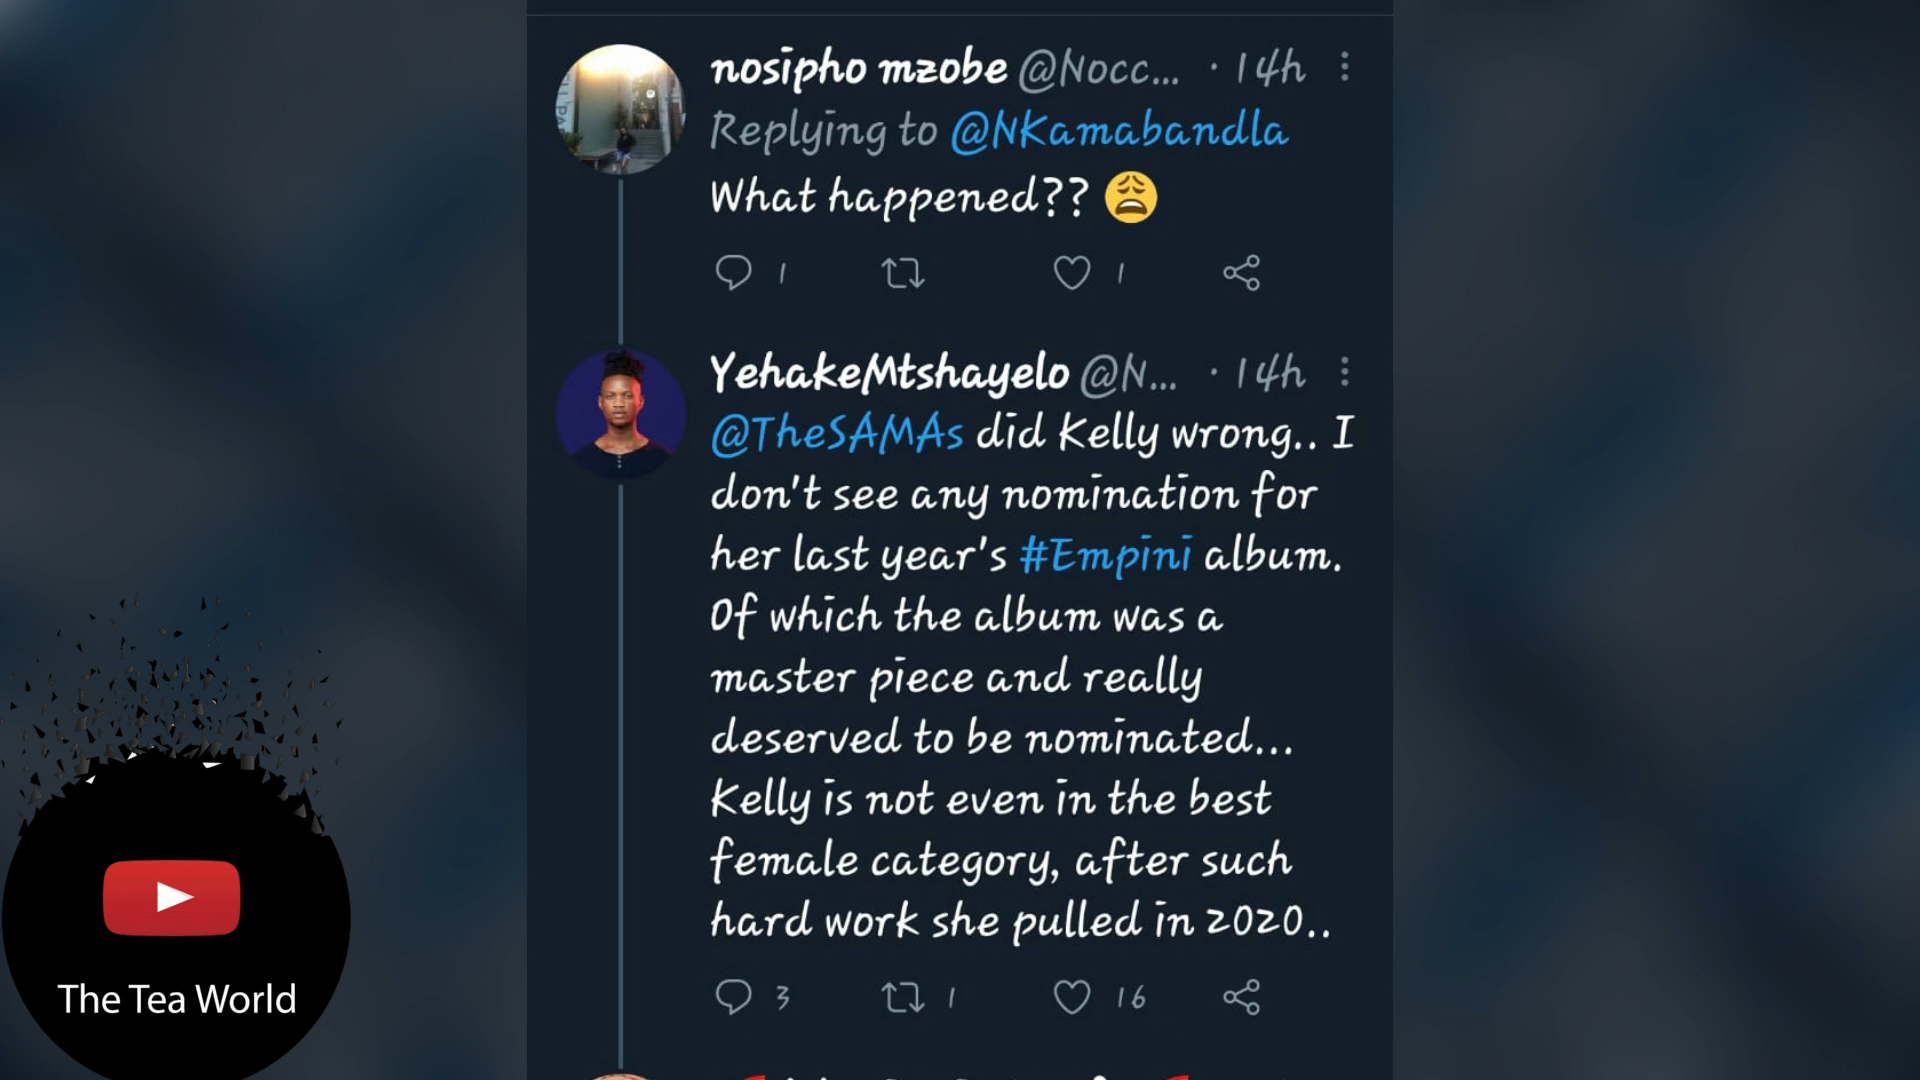 nosipho mzobe @Nocc... · 14h
Replying to @NKamabandla
What happened?? 😩
1 1
YehakeMtshayelo @N... · 14h
@TheSAMAs did Kelly wrong.. I
don't see any nomination for
her last year's #Empini album.
Of which the album was a
master piece and really
deserved to be nominated...
Kelly is not even in the best
female category, after such
hard work she pulled in 2020..
3 1 16
The Tea World